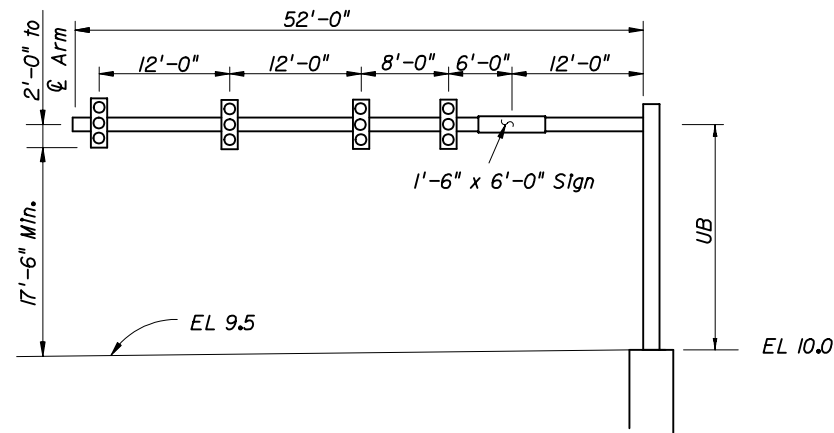 52'-0"
2'-0" to
℄ Arm
12'-0"
12'-0"
8'-0"
6'-0"
12'-0"
1'-6" x 6'-0" Sign
17'-6" Min.
UB
EL 9.5
EL 10.0